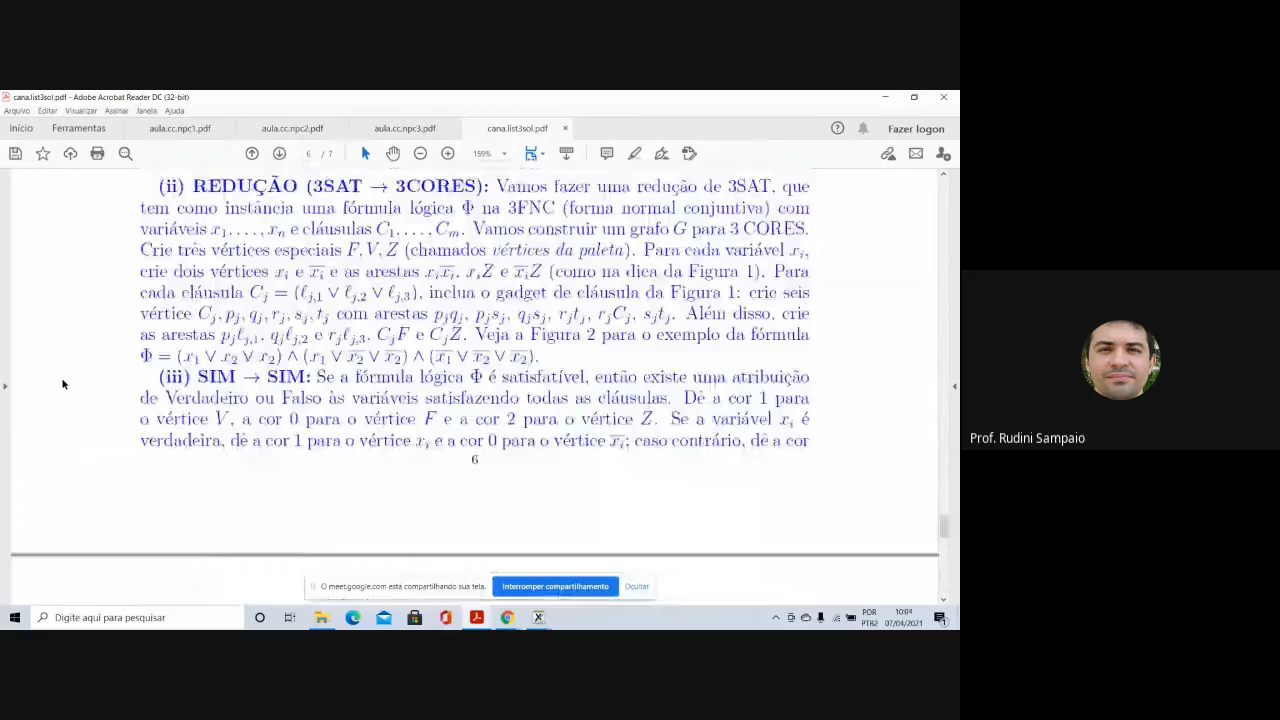 cana.list3sol.pdf - Adobe Acrobat Reader DC (32-bit)
Arquivo Editar Visualizar Assinar Janela Ajuda
Início Ferramentas aula.cc.npc1.pdf aula.cc.npc2.pdf aula.cc.npc3.pdf cana.list3sol.pdf × Fazer logon
6 / 7 159%
(ii) REDUÇÃO (3SAT → 3CORES): Vamos fazer uma redução de 3SAT, que
tem como instância uma fórmula lógica Φ na 3FNC (forma normal conjuntiva) com
variáveis x₁, . . . , xₙ e cláusulas C₁, . . . , Cₘ. Vamos construir um grafo G para 3 CORES.
Crie três vértices especiais F, V, Z (chamados vértices da paleta). Para cada variável xᵢ,
crie dois vértices xᵢ e x̅ᵢ e as arestas xᵢx̅ᵢ, xᵢZ e x̅ᵢZ (como na dica da Figura 1). Para
cada cláusula Cⱼ = (ℓⱼ,₁ ∨ ℓⱼ,₂ ∨ ℓⱼ,₃), inclua o gadget de cláusula da Figura 1: crie seis
vértice Cⱼ, pⱼ, qⱼ, rⱼ, sⱼ, tⱼ com arestas pⱼqⱼ, pⱼsⱼ, qⱼsⱼ, rⱼtⱼ, rⱼCⱼ, sⱼtⱼ. Além disso, crie
as arestas pⱼℓⱼ,₁, qⱼℓⱼ,₂ e rⱼℓⱼ,₃, CⱼF e CⱼZ. Veja a Figura 2 para o exemplo da fórmula
Φ = (x₁ ∨ x₂ ∨ x₂) ∧ (x₁ ∨ x̅₂ ∨ x̅₂) ∧ (x̅₁ ∨ x̅₂ ∨ x̅₂).
(iii) SIM → SIM: Se a fórmula lógica Φ é satisfatível, então existe uma atribuição
de Verdadeiro ou Falso às variáveis satisfazendo todas as cláusulas. Dê a cor 1 para
o vértice V, a cor 0 para o vértice F e a cor 2 para o vértice Z. Se a variável xᵢ é
verdadeira, dê a cor 1 para o vértice xᵢ e a cor 0 para o vértice x̅ᵢ; caso contrário, dê a cor
6
Prof. Rudini Sampaio
O meet.google.com está compartilhando sua tela. Interromper compartilhamento Ocultar
Digite aqui para pesquisar
POR
PTB2
10:04
07/04/2021